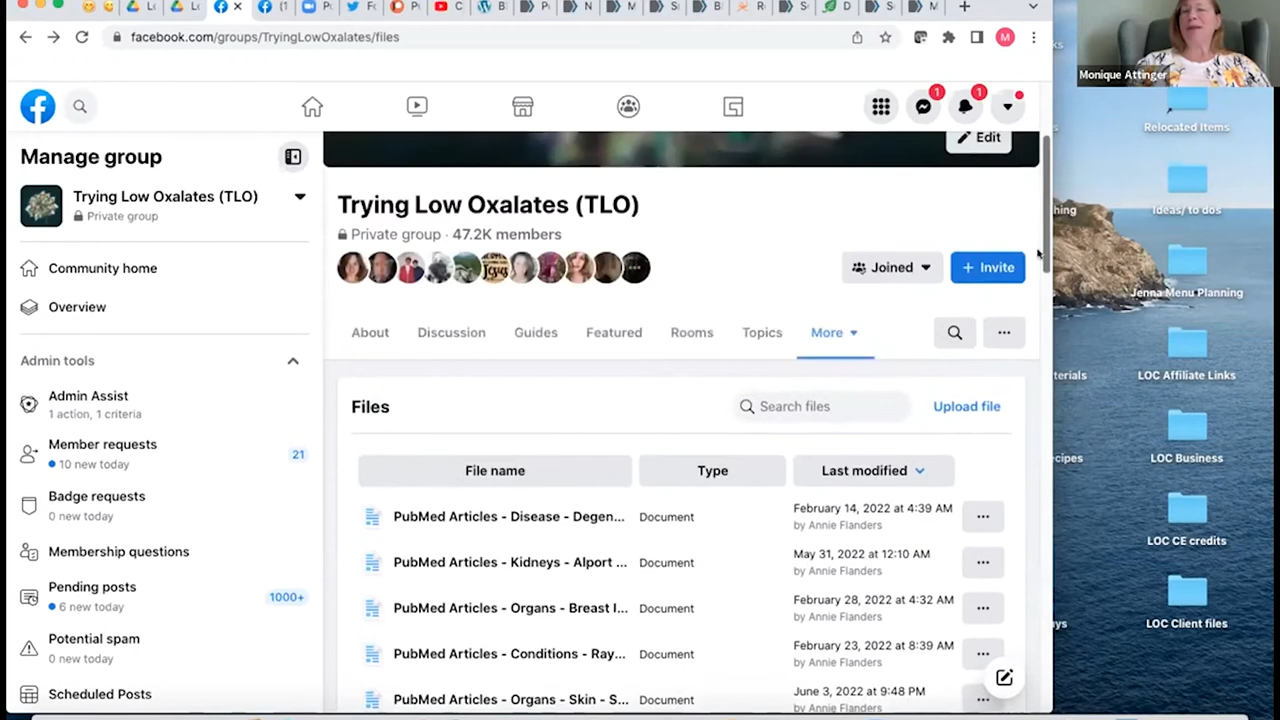 facebook.com/groups/TryingLowOxalates/files
M
Monique Attinger
Relocated Items
Ideas/ to dos
Jenna Menu Planning
LOC Affiliate Links
LOC Business
LOC CE credits
LOC Client files
1
1
Manage group
Trying Low Oxalates (TLO)
Private group
Community home
Overview
Admin tools
Admin Assist
1 action, 1 criteria
Member requests
10 new today
21
Badge requests
0 new today
Membership questions
Pending posts
6 new today
1000+
Potential spam
0 new today
Scheduled Posts
Edit
Trying Low Oxalates (TLO)
Private group · 47.2K members
Joined
+ Invite
About Discussion Guides Featured Rooms Topics More
Files
Search files
Upload file
File name Type Last modified
PubMed Articles - Disease - Degen... Document February 14, 2022 at 4:39 AM
by Annie Flanders
PubMed Articles - Kidneys - Alport ... Document May 31, 2022 at 12:10 AM
by Annie Flanders
PubMed Articles - Organs - Breast I... Document February 28, 2022 at 4:32 AM
by Annie Flanders
PubMed Articles - Conditions - Ray... Document February 23, 2022 at 8:39 AM
by Annie Flanders
PubMed Articles - Organs - Skin - S... Document June 3, 2022 at 9:48 PM
by Annie Flanders